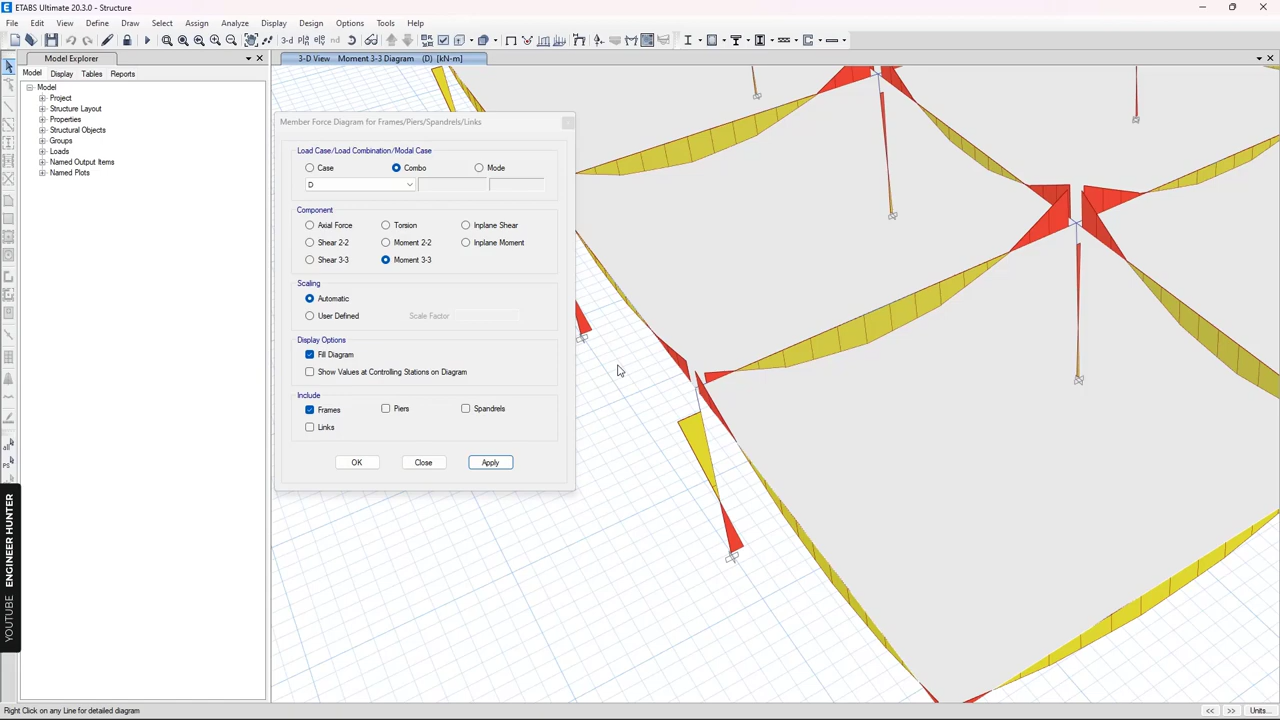 ETABS Ultimate 20.3.0 - Structure
File Edit View Define Draw Select Assign Analyze Display Design Options Tools Help
3-d
Model Explorer
3-D View Moment 3-3 Diagram (D) [kN-m]
Model Display Tables Reports
Model
Project
Structure Layout
Properties
Structural Objects
Groups
Loads
Named Output Items
Named Plots
Member Force Diagram for Frames/Piers/Spandrels/Links
Load Case/Load Combination/Modal Case
Case Combo Mode
D
Component
Axial Force Torsion Inplane Shear
Shear 2-2 Moment 2-2 Inplane Moment
Shear 3-3 Moment 3-3
Scaling
Automatic
User Defined Scale Factor
Display Options
Fill Diagram
Show Values at Controlling Stations on Diagram
Include
Frames Piers Spandrels
Links
OK Close Apply
all
PS
YOUTUBE ENGINEER HUNTER
Right Click on any Line for detailed diagram
Units...